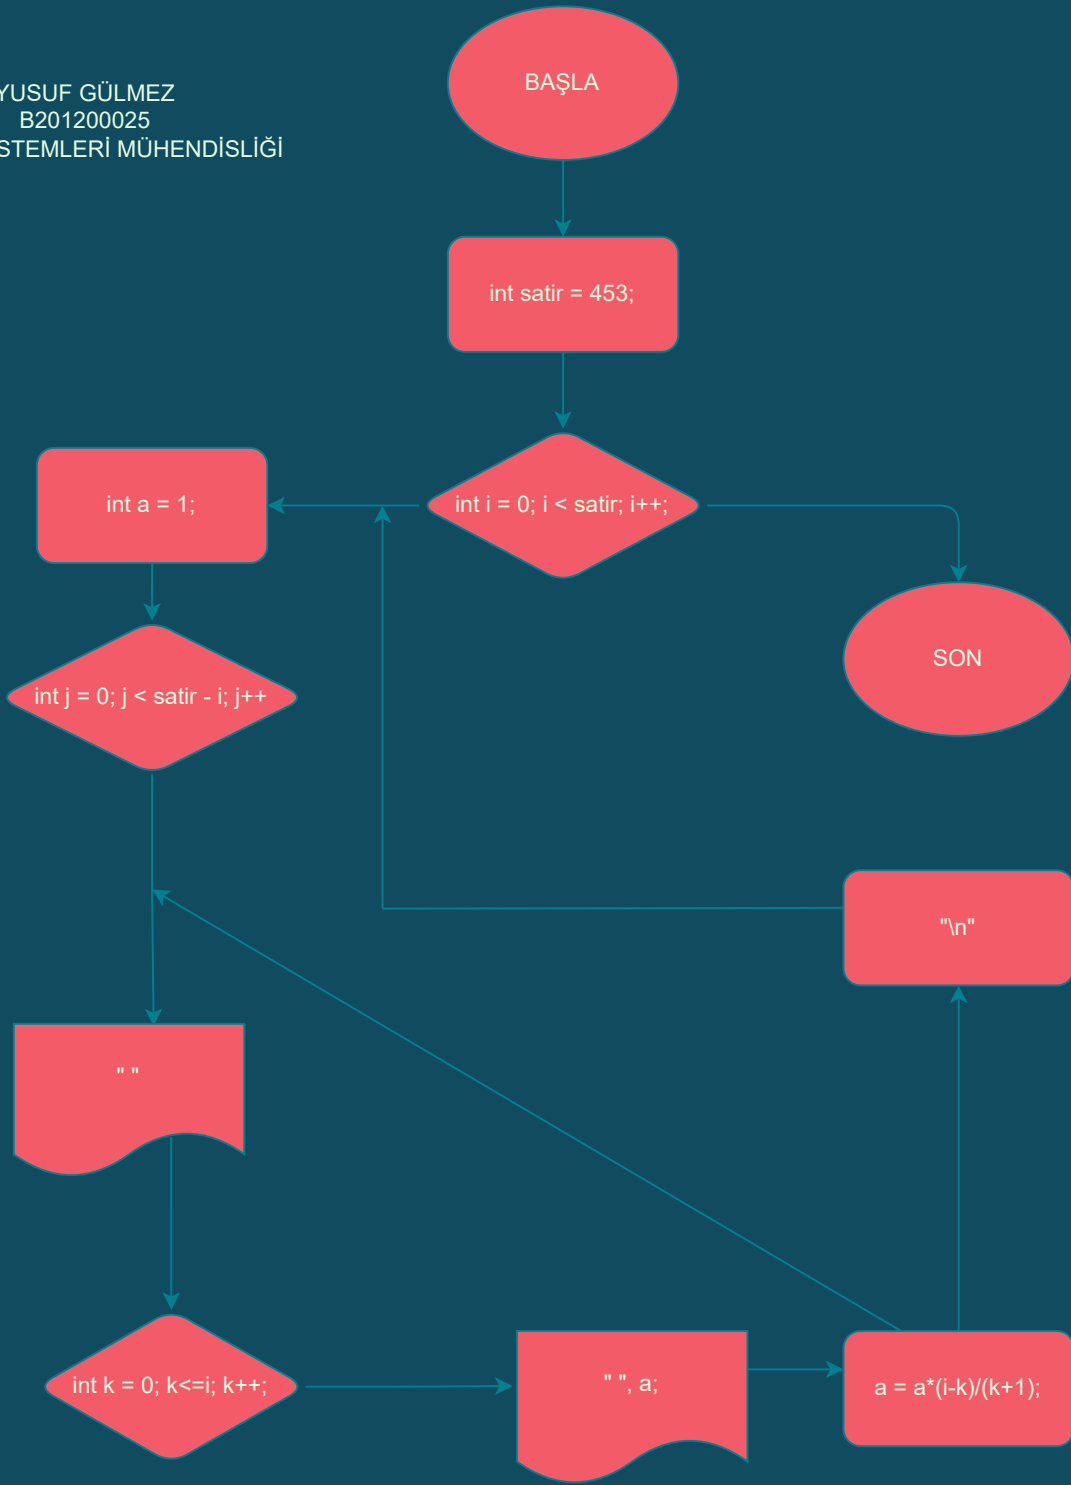 BAŞLA
YUSUF GÜLMEZ
B201200025
MÜHENDİSLİĞİ
int satir = 453;
int a = 1;
int i = 0; i < satir; i++;
SON
int j = 0; j < satir - i; j++
"\n"
" "
int k = 0; k<=i; k++;
" ", a;
a = a*(i-k)/(k+1);